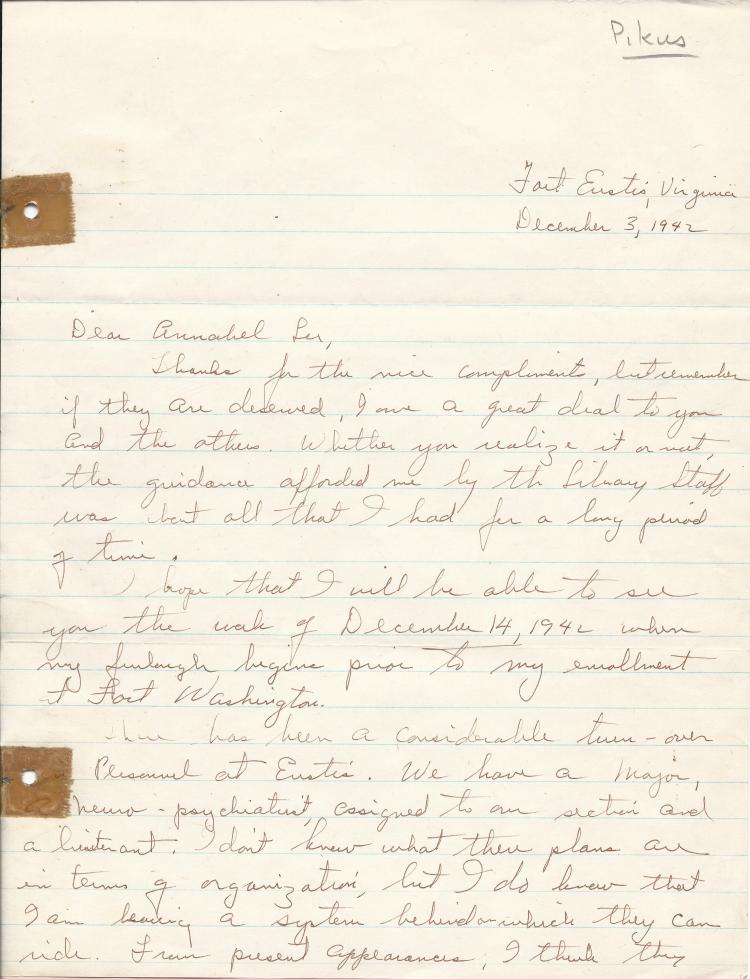 Pikus
Fort Eustis, Virginia
December 3, 1942
Dear Annabel Lee,
Thanks for the nice compliments, but remember
if they are deserved, I owe a great deal to you
and the others. Whether you realize it or not,
the guidance afforded me by the Library Staff
was about all that I had for a long period
of time.
I hope that I will be able to see
you the week of December 14, 1942 when
my furlough begins prior to my enrollment
at Fort Washington.
There has been a considerable turn-over
in Personnel at Eustis. We have a Major,
a neuro-psychiatrist, assigned to our section and
a lieutenant. I don't know what there plans are
in terms of organization, but I do know that
I am leaving a system behind on which they can
ride. From present appearances, I think they